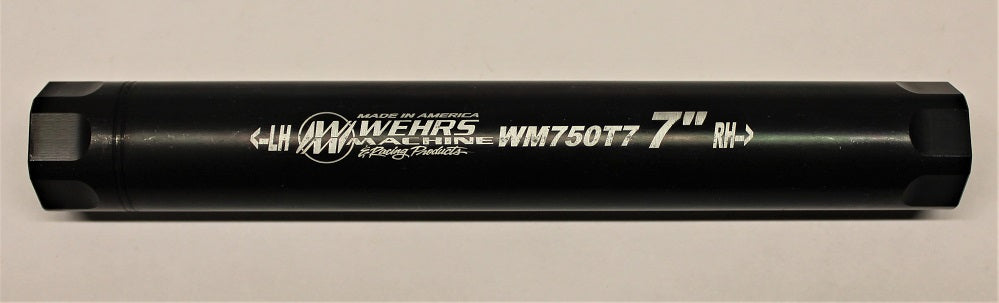 <--LH
MADE IN AMERICA
WEHRS
MACHINE
& Racing Products
WM750T7
7"
RH-->